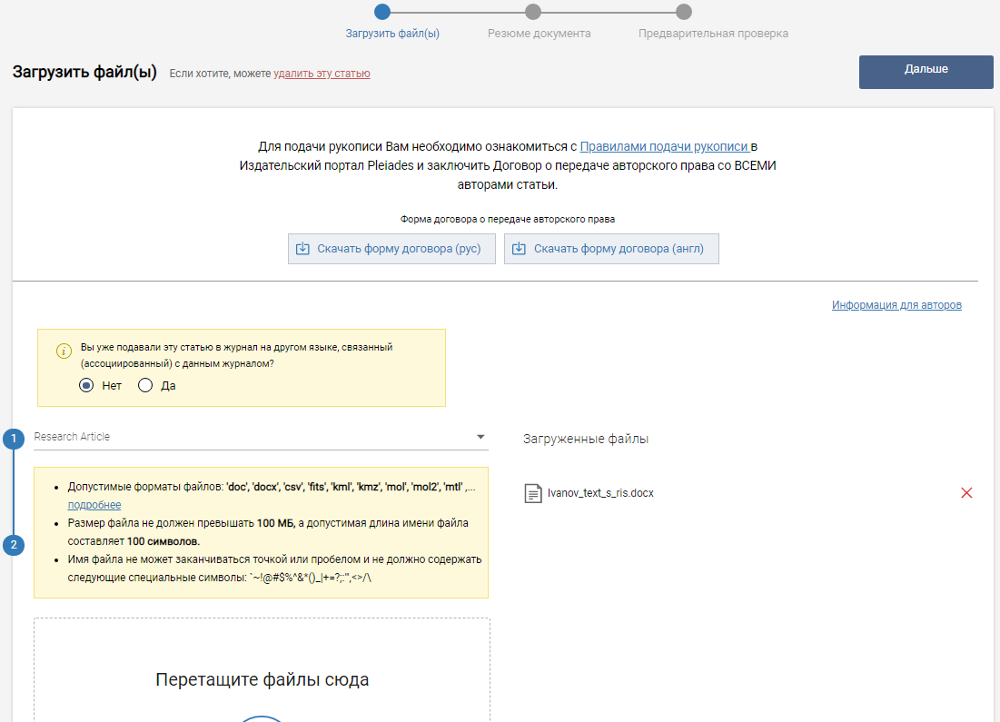 Загрузить файл(ы)
Резюме документа
Предварительная проверка
Загрузить файл(ы)
Если хотите, можете удалить эту статью
Дальше
Для подачи рукописи Вам необходимо ознакомиться с Правилами подачи рукописи в
Издательский портал Pleiades и заключить Договор о передаче авторского права со ВСЕМИ
авторами статьи.
Форма договора о передаче авторского права
Скачать форму договора (рус)
Скачать форму договора (англ)
Информация для авторов
Вы уже подавали эту статью в журнал на другом языке, связанный
(ассоциированный) с данным журналом?
Нет
Да
1
Research Article
Загруженные файлы
Допустимые форматы файлов: 'doc', 'docx', 'csv', 'fits', 'kml', 'kmz', 'mol', 'mol2', 'mtl' ,...
подробнее
Ivanov_text_s_ris.docx
Размер файла не должен превышать 100 МБ, а допустимая длина имени файла
составляет 100 символов.
2
Имя файла не может заканчиваться точкой или пробелом и не должно содержать
следующие специальные символы: `~!@#$%^&*()_|+=?;:'",<>/\
Перетащите файлы сюда